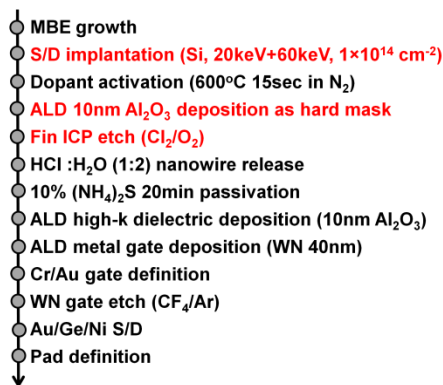 MBE growth
S/D implantation (Si, 20keV+60keV, 1×10¹⁴ cm⁻²)
Dopant activation (600°C 15sec in N₂)
ALD 10nm Al₂O₃ deposition as hard mask
Fin ICP etch (Cl₂/O₂)
HCl :H₂O (1:2) nanowire release
10% (NH₄)₂S 20min passivation
ALD high-k dielectric deposition (10nm Al₂O₃)
ALD metal gate deposition (WN 40nm)
Cr/Au gate definition
WN gate etch (CF₄/Ar)
Au/Ge/Ni S/D
Pad definition